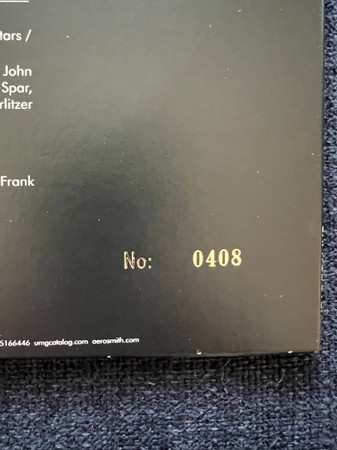 tars /
John
Spar,
rlitzer
Frank
No: 0408
5166446 umgcatalog.com aerosmith.com